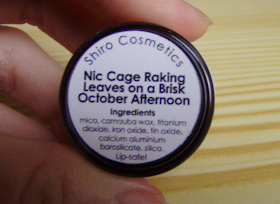 Shiro Cosmetics
Nic Cage Raking
Leaves on a Brisk
October Afternoon
Ingredients
mica, carnauba wax, titanium
dioxide, iron oxide, tin oxide,
calcium aluminium
borosilicate, silica.
Lip-safe!